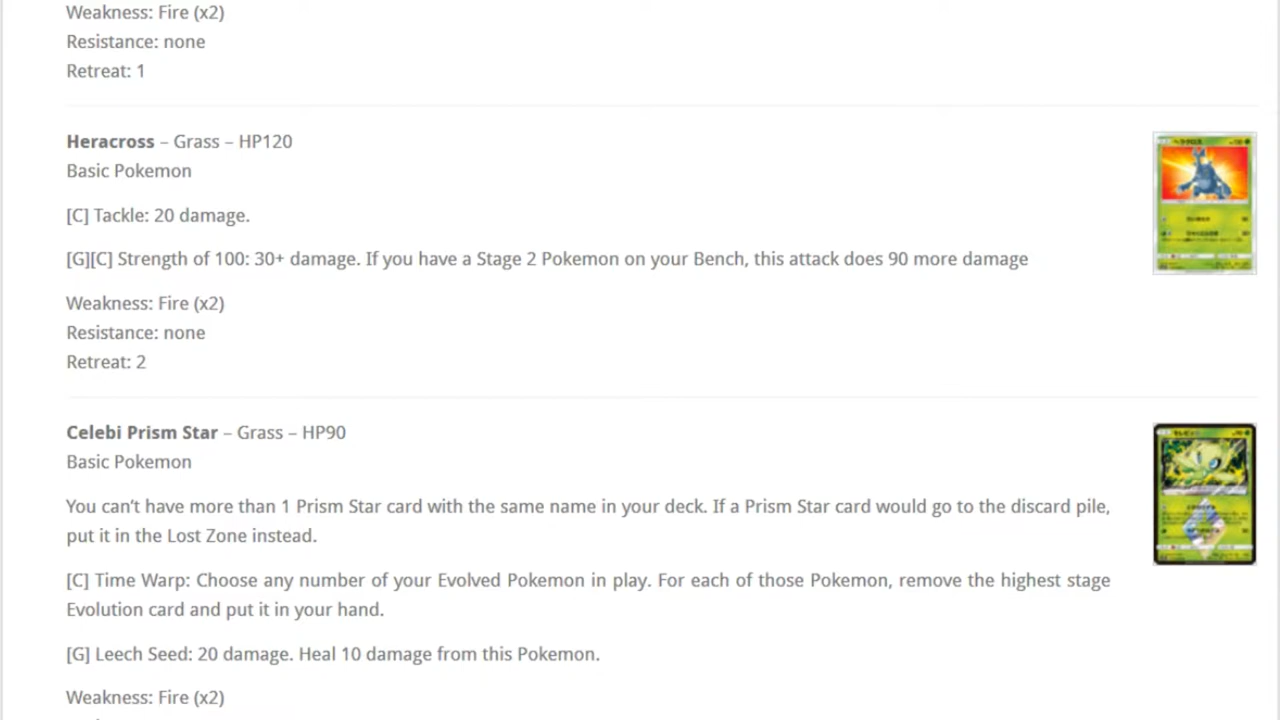 Weakness: Fire (x2)
Resistance: none
Retreat: 1
Heracross – Grass – HP120
Basic Pokemon
[C] Tackle: 20 damage.
[G][C] Strength of 100: 30+ damage. If you have a Stage 2 Pokemon on your Bench, this attack does 90 more damage
Weakness: Fire (x2)
Resistance: none
Retreat: 2
Celebi Prism Star – Grass – HP90
Basic Pokemon
You can’t have more than 1 Prism Star card with the same name in your deck. If a Prism Star card would go to the discard pile,
put it in the Lost Zone instead.
[C] Time Warp: Choose any number of your Evolved Pokemon in play. For each of those Pokemon, remove the highest stage
Evolution card and put it in your hand.
[G] Leech Seed: 20 damage. Heal 10 damage from this Pokemon.
Weakness: Fire (x2)